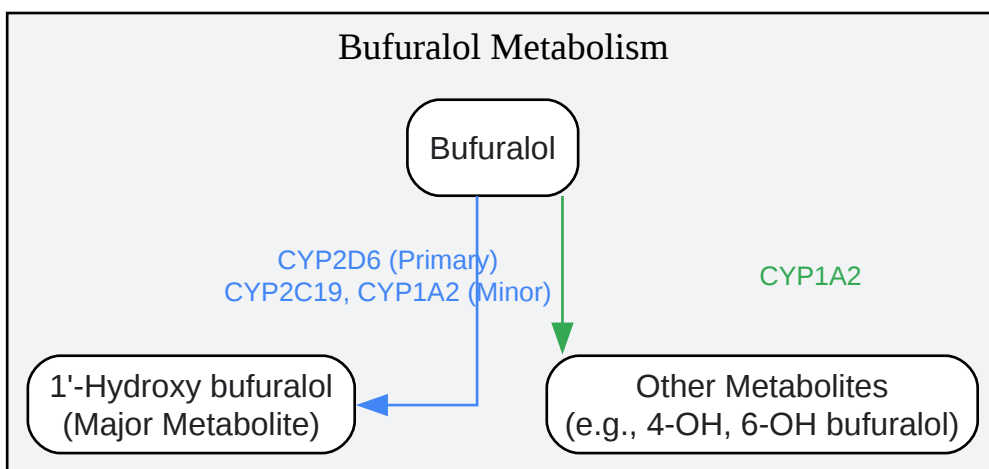 Bufuralol Metabolism
Bufuralol
CYP2D6 (Primary)
CYP2C19, CYP1A2 (Minor)
CYP1A2
1'-Hydroxy bufuralol
(Major Metabolite)
Other Metabolites
(e.g., 4-OH, 6-OH bufuralol)